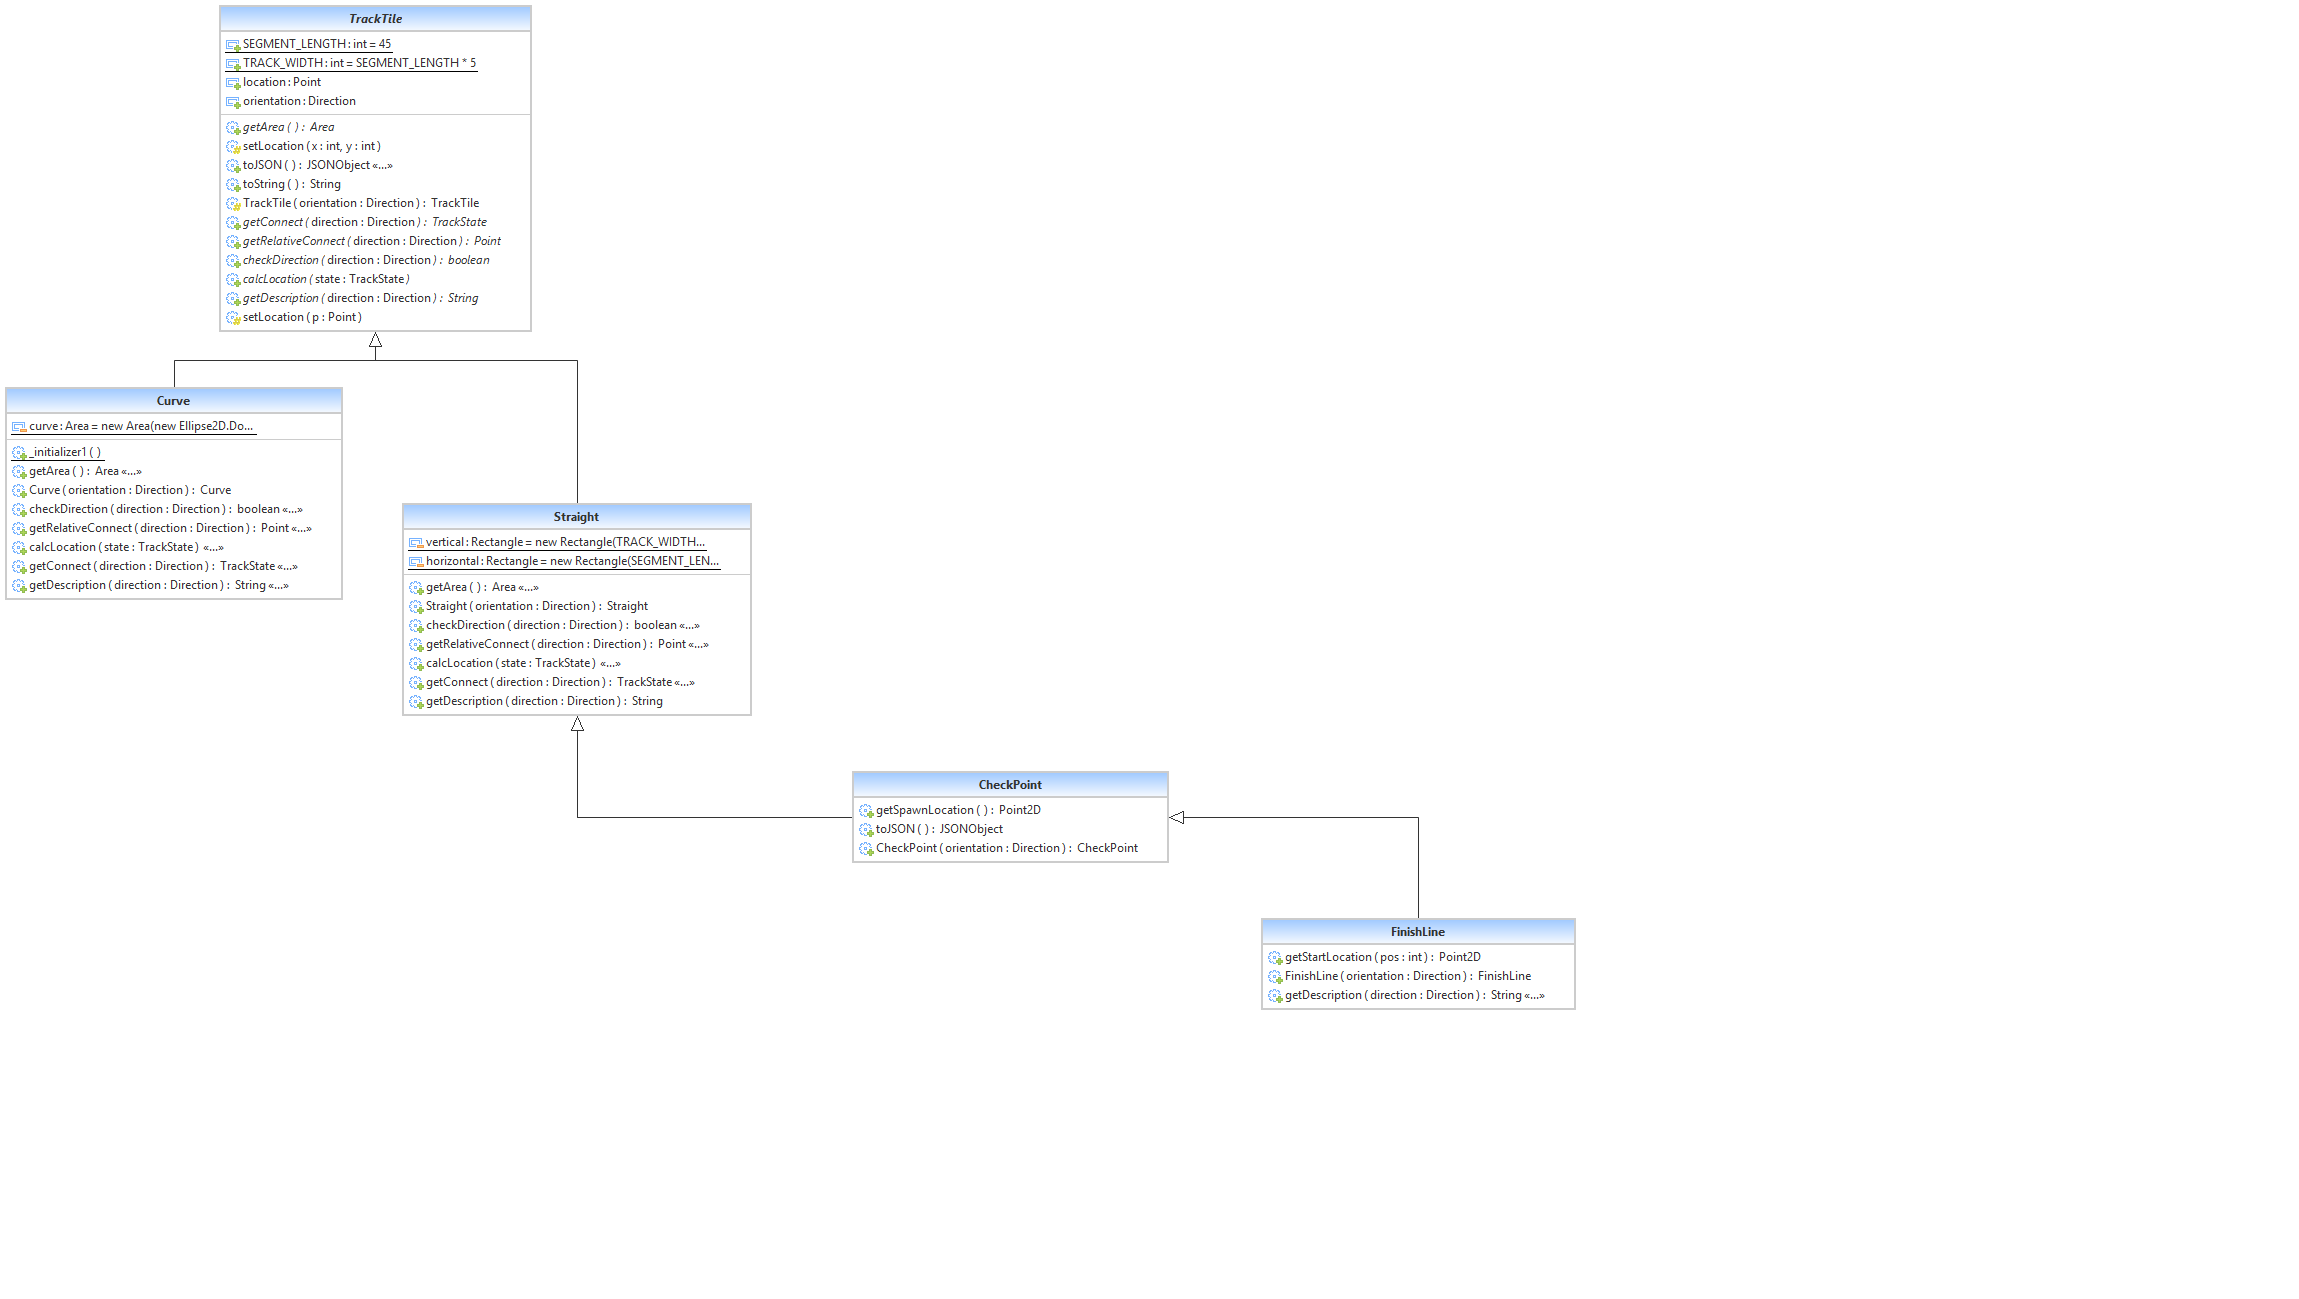 TrackTile
SEGMENT_LENGTH : int = 45
TRACK_WIDTH : int = SEGMENT_LENGTH * 5
location : Point
orientation : Direction
getArea ( ) : Area
setLocation ( x : int, y : int )
toJSON ( ) : JSONObject «...»
toString ( ) : String
TrackTile ( orientation : Direction ) : TrackTile
getConnect ( direction : Direction ) : TrackState
getRelativeConnect ( direction : Direction ) : Point
checkDirection ( direction : Direction ) : boolean
calcLocation ( state : TrackState )
getDescription ( direction : Direction ) : String
setLocation ( p : Point )
Curve
curve : Area = new Area(new Ellipse2D.Do...
_initializer1 ( )
getArea ( ) : Area «...»
Curve ( orientation : Direction ) : Curve
checkDirection ( direction : Direction ) : boolean «...»
getRelativeConnect ( direction : Direction ) : Point «...»
calcLocation ( state : TrackState ) «...»
getConnect ( direction : Direction ) : TrackState «...»
getDescription ( direction : Direction ) : String «...»
Straight
vertical : Rectangle = new Rectangle(TRACK_WIDTH...
horizontal : Rectangle = new Rectangle(SEGMENT_LEN...
getArea ( ) : Area «...»
Straight ( orientation : Direction ) : Straight
checkDirection ( direction : Direction ) : boolean «...»
getRelativeConnect ( direction : Direction ) : Point «...»
calcLocation ( state : TrackState ) «...»
getConnect ( direction : Direction ) : TrackState «...»
getDescription ( direction : Direction ) : String
CheckPoint
getSpawnLocation ( ) : Point2D
toJSON ( ) : JSONObject
CheckPoint ( orientation : Direction ) : CheckPoint
FinishLine
getStartLocation ( pos : int ) : Point2D
FinishLine ( orientation : Direction ) : FinishLine
getDescription ( direction : Direction ) : String «...»